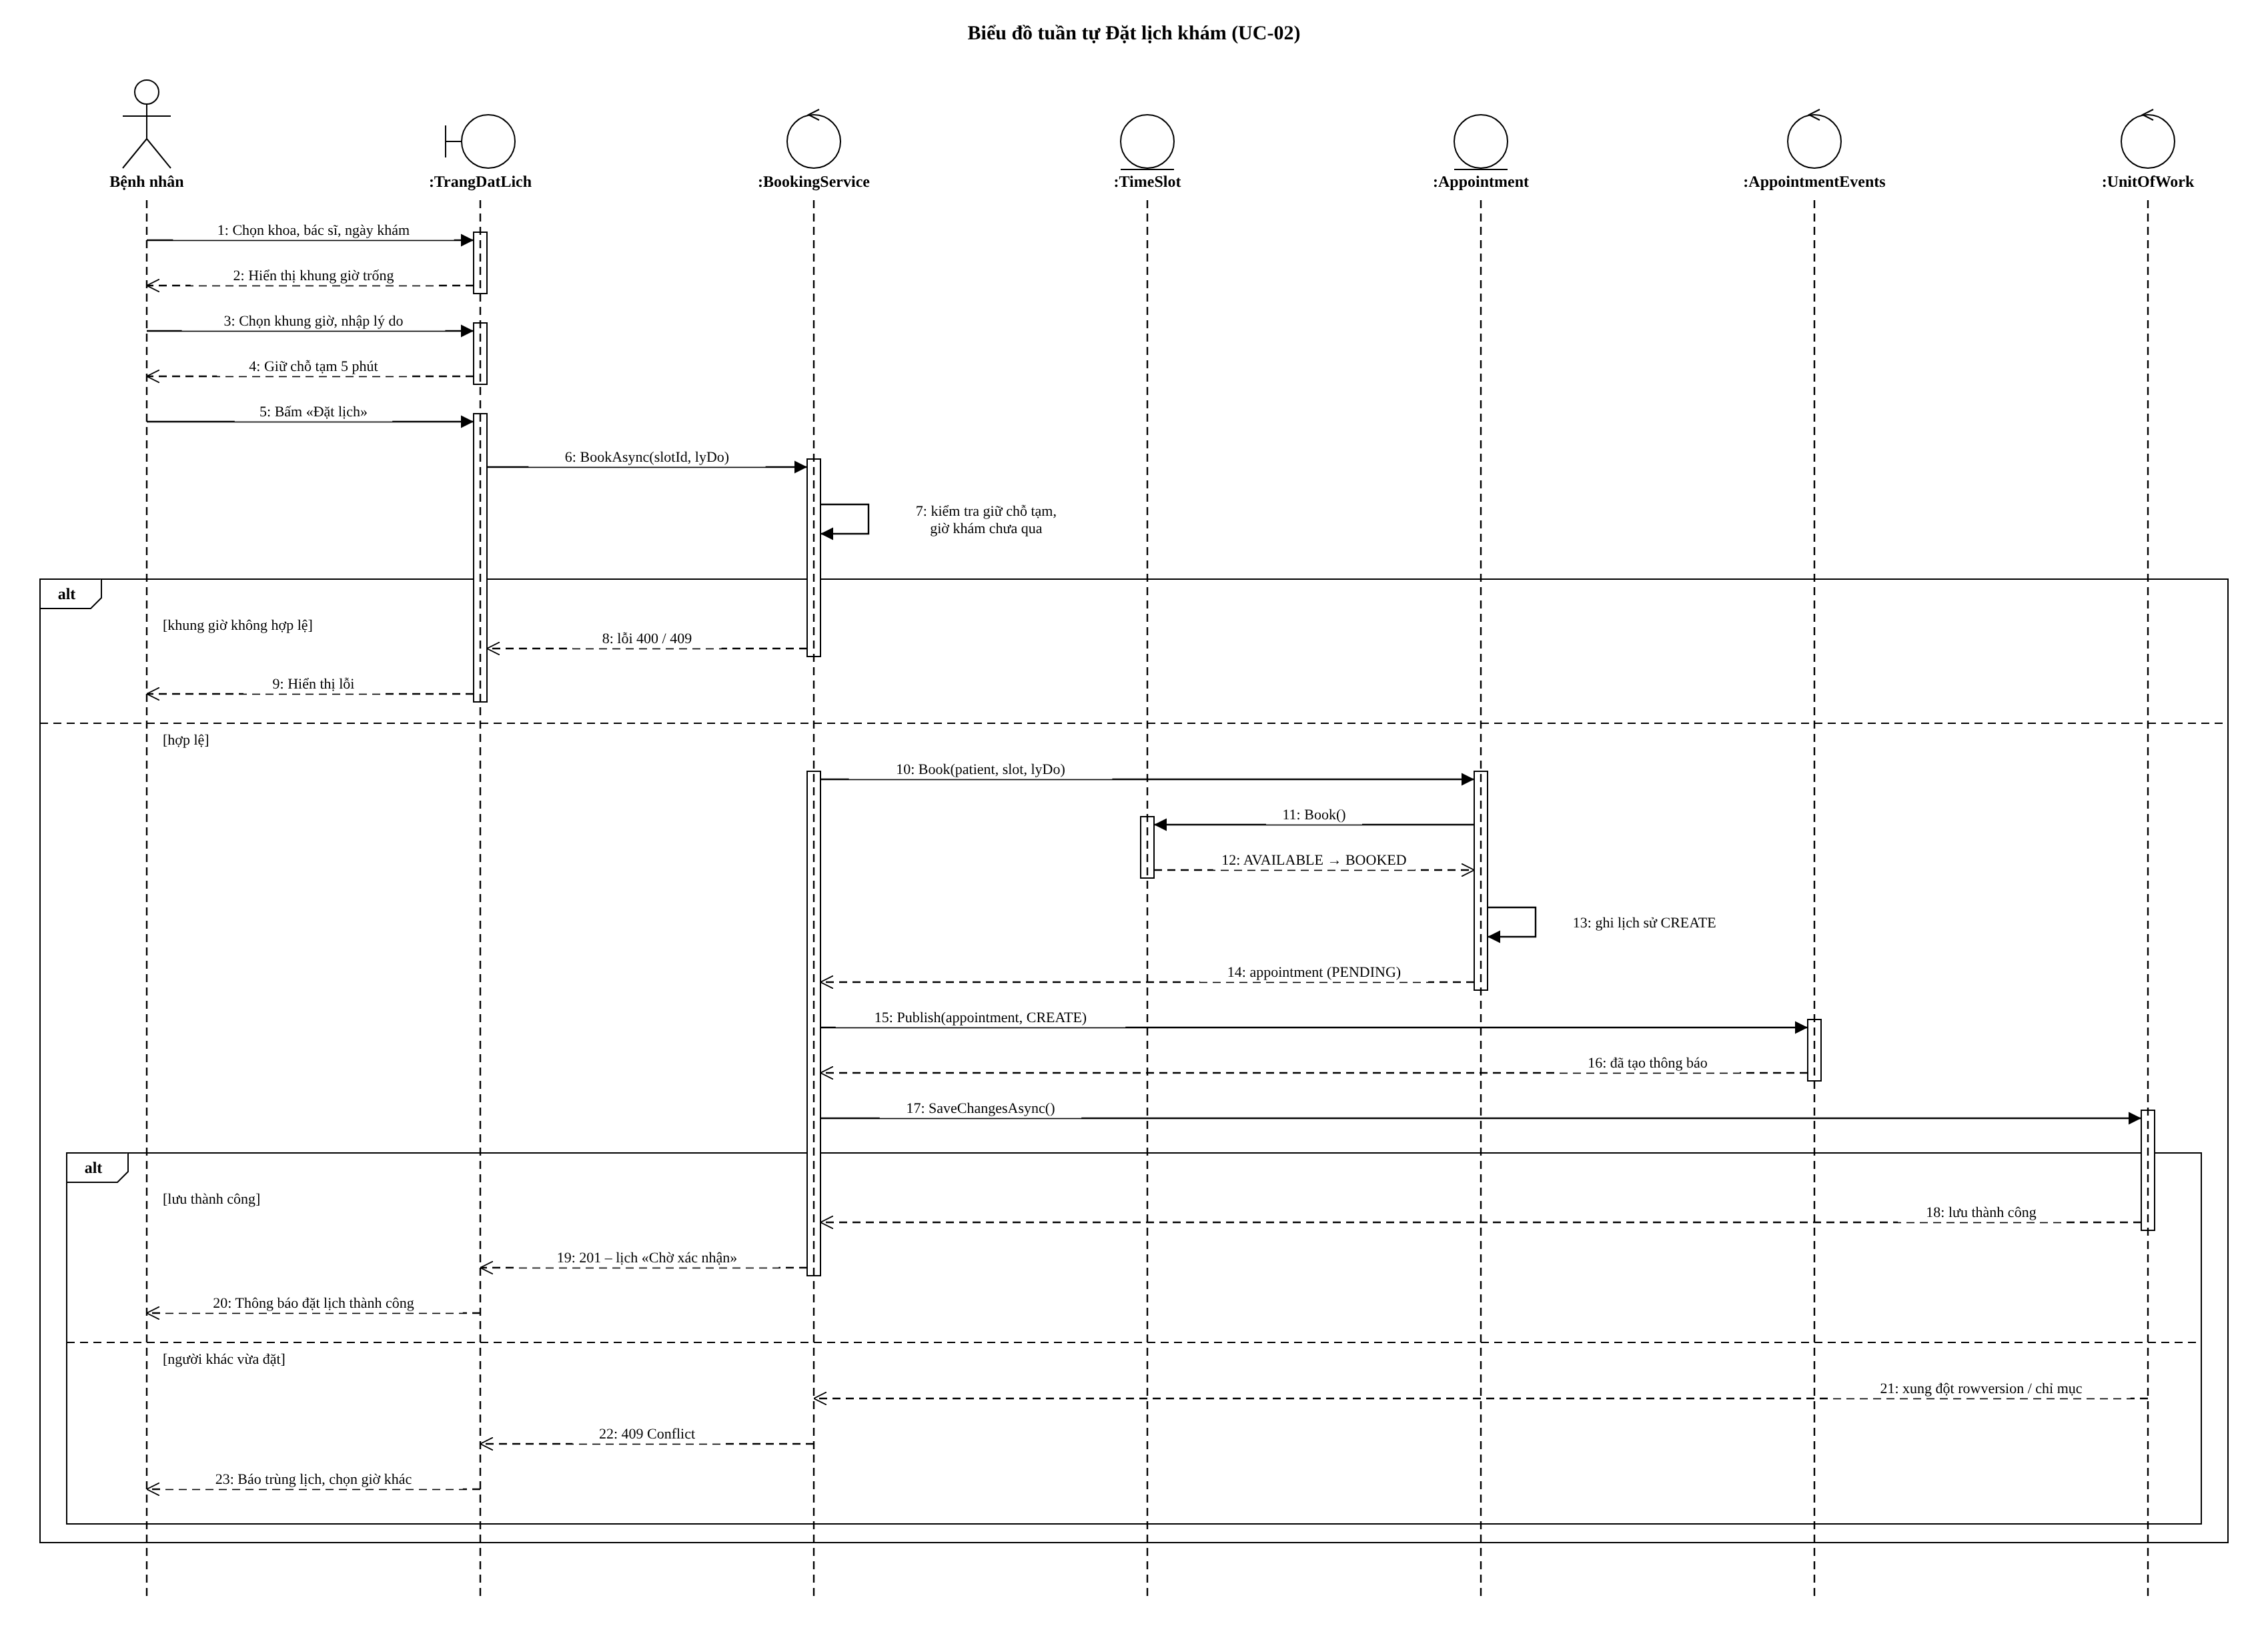 Biểu đồ tuần tự Đặt lịch khám (UC-02)
Bệnh nhân
:TrangDatLich
:BookingService
:TimeSlot
:Appointment
:AppointmentEvents
:UnitOfWork
1: Chọn khoa, bác sĩ, ngày khám
2: Hiển thị khung giờ trống
3: Chọn khung giờ, nhập lý do
4: Giữ chỗ tạm 5 phút
5: Bấm «Đặt lịch»
6: BookAsync(slotId, lyDo)
7: kiểm tra giữ chỗ tạm,
giờ khám chưa qua
alt
[khung giờ không hợp lệ]
8: lỗi 400 / 409
9: Hiển thị lỗi
[hợp lệ]
10: Book(patient, slot, lyDo)
11: Book()
12: AVAILABLE → BOOKED
13: ghi lịch sử CREATE
14: appointment (PENDING)
15: Publish(appointment, CREATE)
16: đã tạo thông báo
17: SaveChangesAsync()
alt
[lưu thành công]
18: lưu thành công
19: 201 – lịch «Chờ xác nhận»
20: Thông báo đặt lịch thành công
[người khác vừa đặt]
21: xung đột rowversion / chỉ mục
22: 409 Conflict
23: Báo trùng lịch, chọn giờ khác